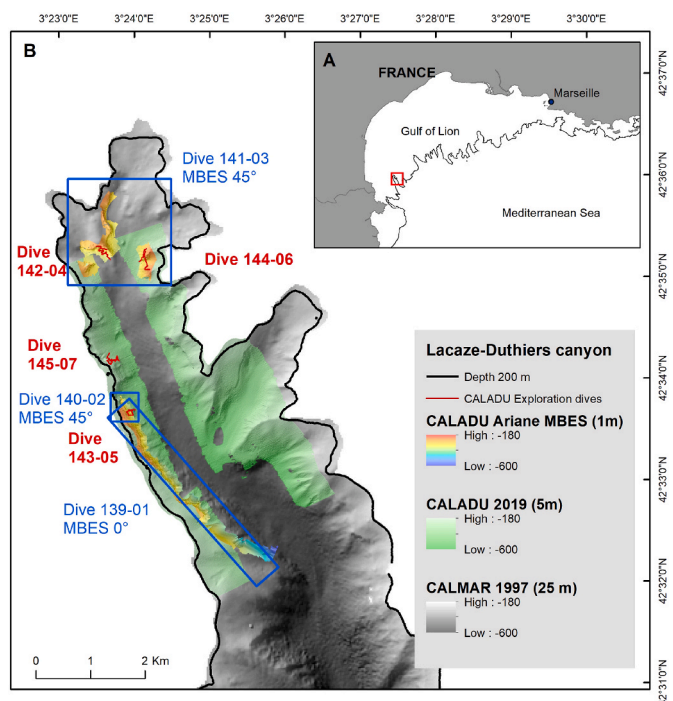 3°23'0"E 3°24'0"E 3°25'0"E 3°26'0"E 3°27'0"E 3°28'0"E 3°29'0"E 3°30'0"E
B
A
FRANCE
Marseille
Gulf of Lion
Mediterranean Sea
42°37'0"N
42°36'0"N
42°35'0"N
42°34'0"N
42°33'0"N
42°32'0"N
42°31'0"N
Dive 141-03
MBES 45°
Dive
142-04
Dive 144-06
Dive
145-07
Dive 140-02
MBES 45°
Dive
143-05
Dive 139-01
MBES 0°
Lacaze-Duthiers canyon
Depth 200 m
CALADU Exploration dives
CALADU Ariane MBES (1m)
High : -180
Low : -600
CALADU 2019 (5m)
High : -180
Low : -600
CALMAR 1997 (25 m)
High : -180
Low : -600
0 1 2 Km